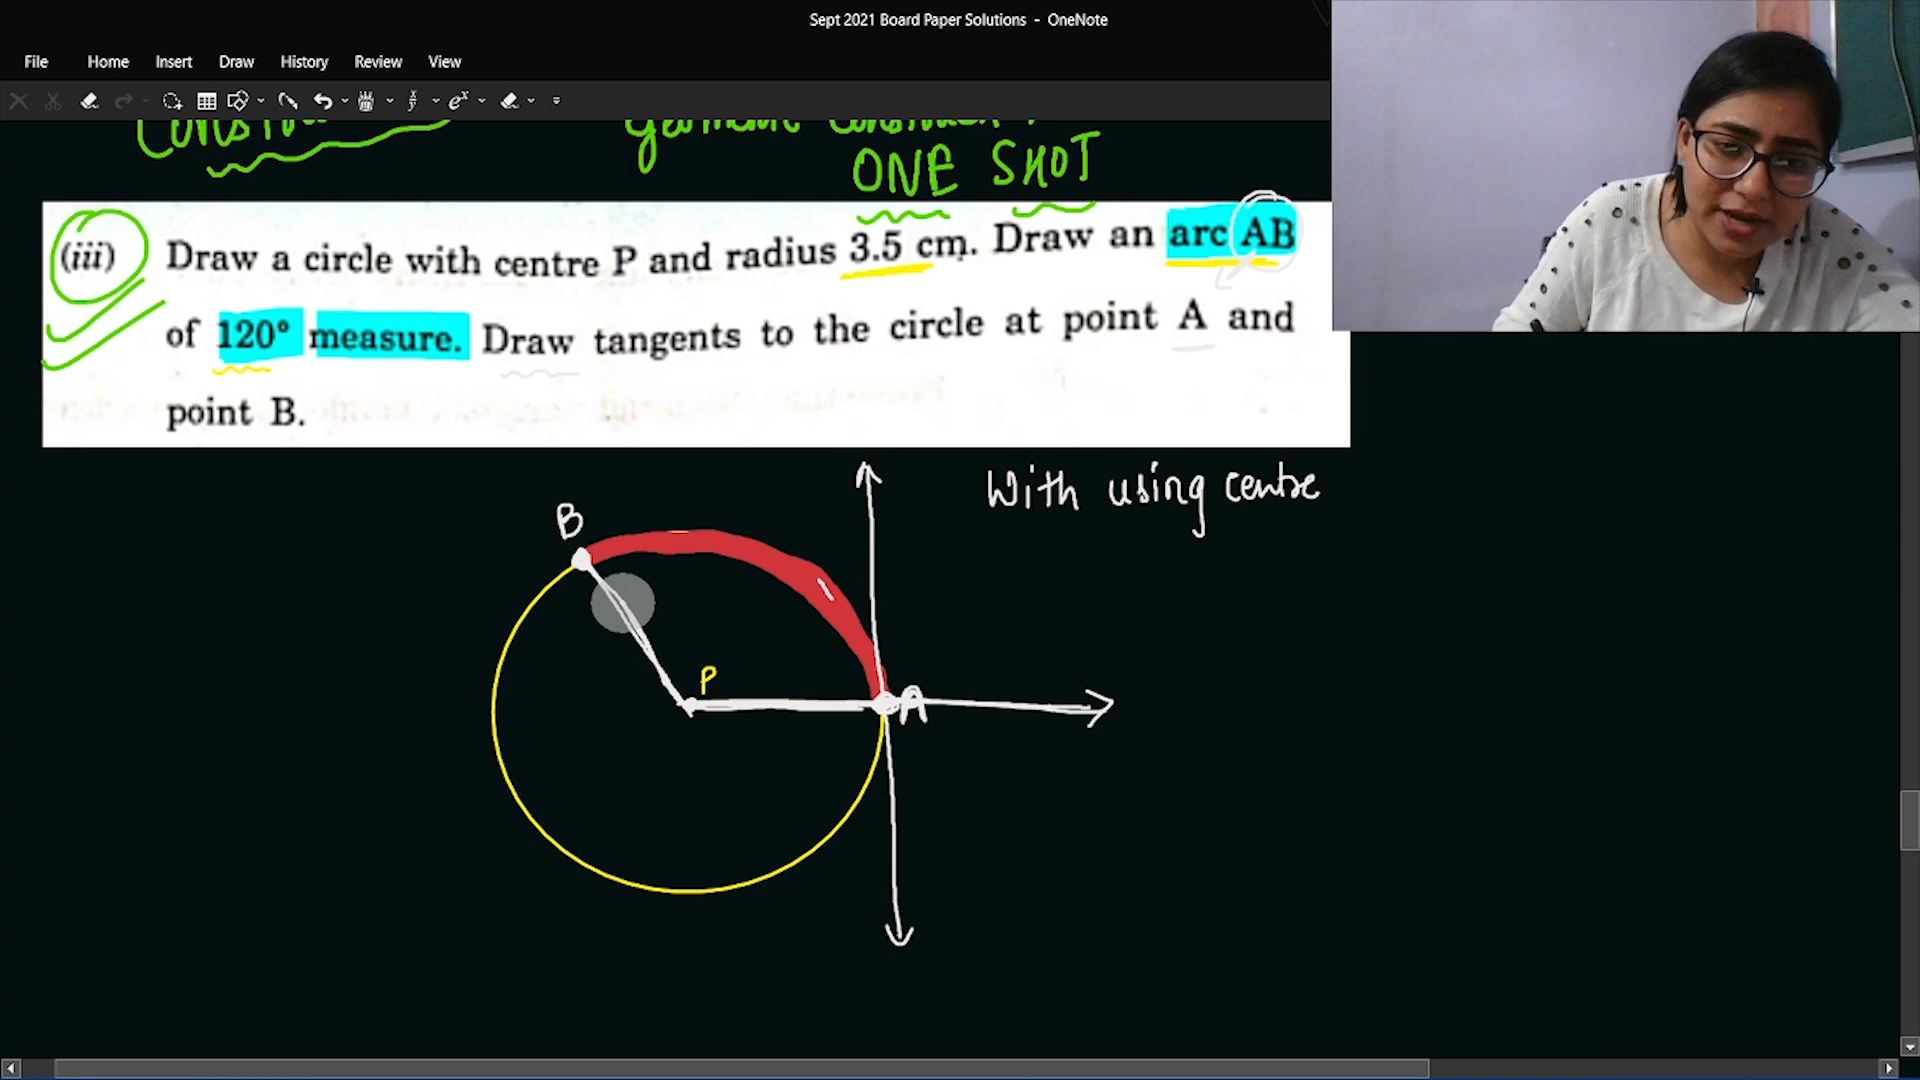 Sept 2021 Board Paper Solutions - OneNote
File Home Insert Draw History Review View
ONE SHOT
(iii) Draw a circle with centre P and radius 3.5 cm. Draw an arc AB
of 120° measure. Draw tangents to the circle at point A and
point B.
With using centre
B
P
A